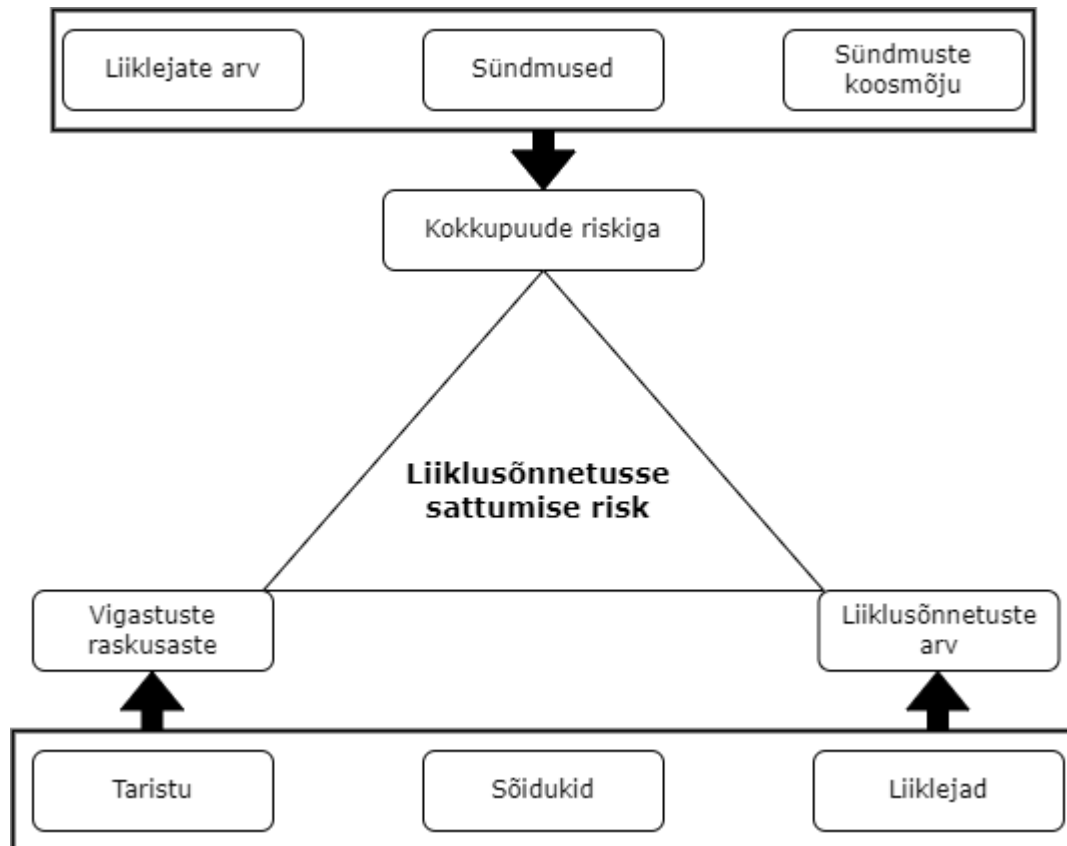 Liiklejate arv
Sündmused
Sündmuste
koosmõju
Kokkupuude riskiga
Liiklusõnnetusse
sattumise risk
Vigastuste
raskusaste
Liiklusõnnetuste
arv
Taristu
Sõidukid
Liiklejad